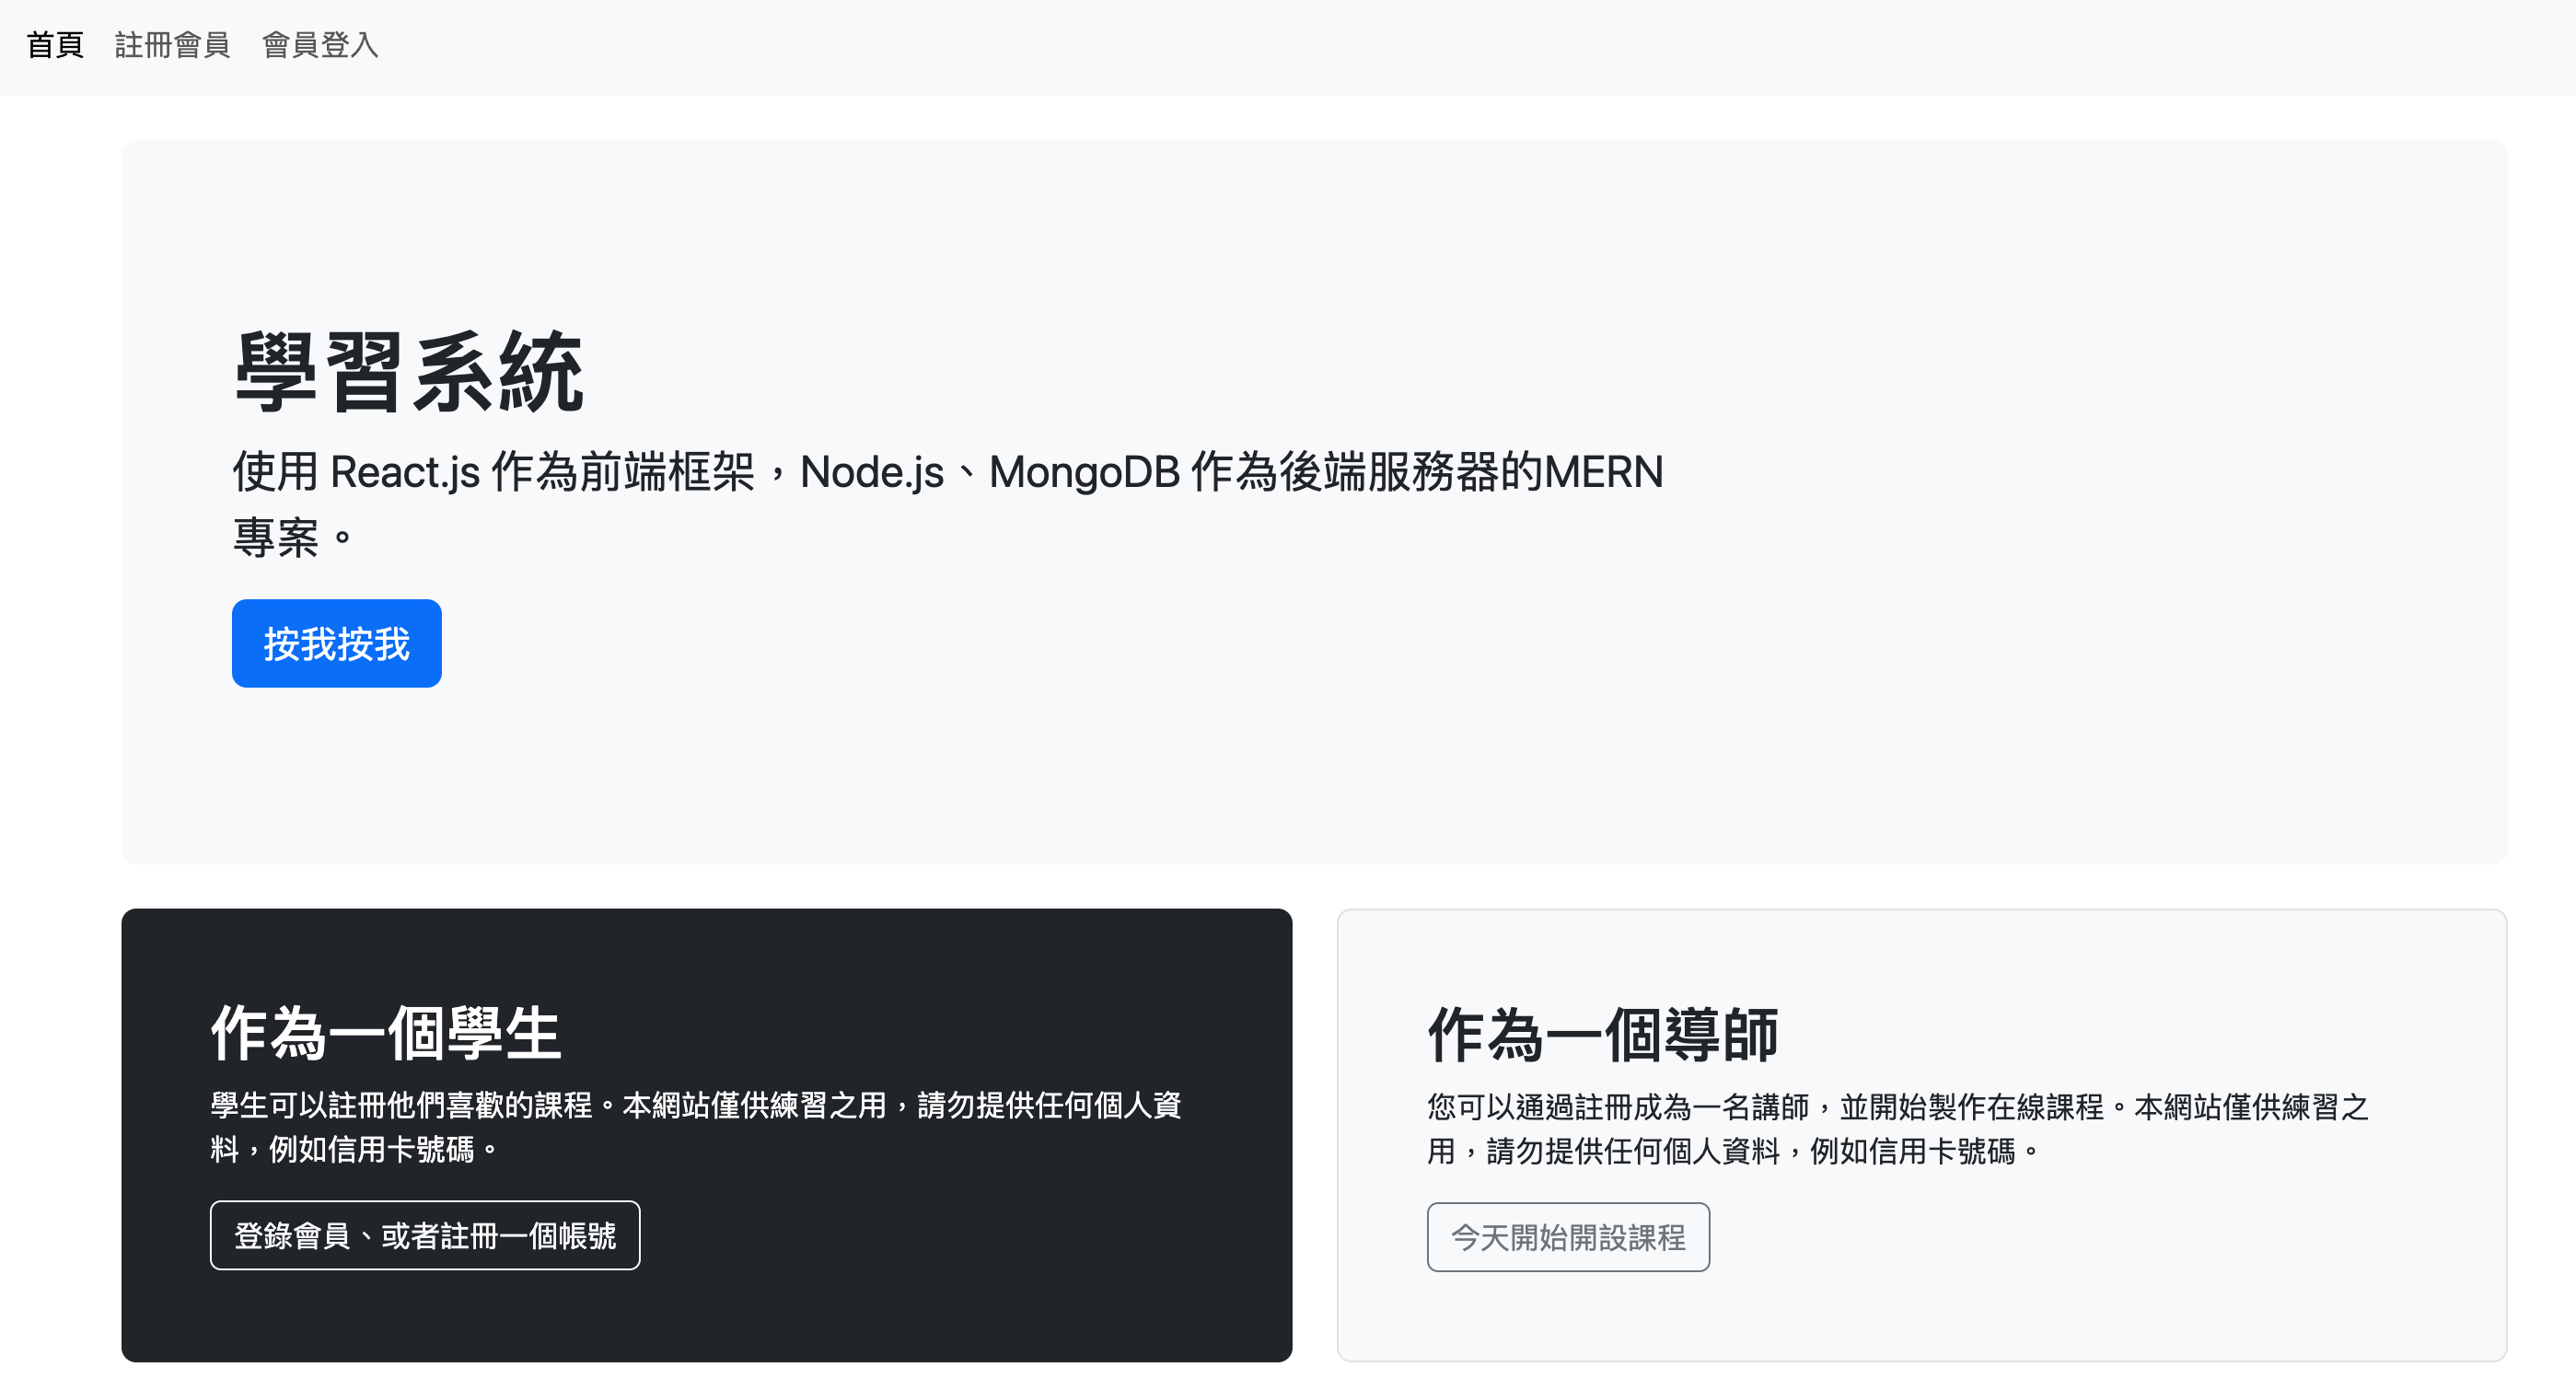 首頁 註冊會員 會員登入
學習系統
使用 React.js 作為前端框架，Node.js、MongoDB 作為後端服務器的MERN
專案。
按我按我
作為一個學生
學生可以註冊他們喜歡的課程。本網站僅供練習之用，請勿提供任何個人資
料，例如信用卡號碼。
登錄會員、或者註冊一個帳號
作為一個導師
您可以通過註冊成為一名講師，並開始製作在線課程。本網站僅供練習之
用，請勿提供任何個人資料，例如信用卡號碼。
今天開始開設課程